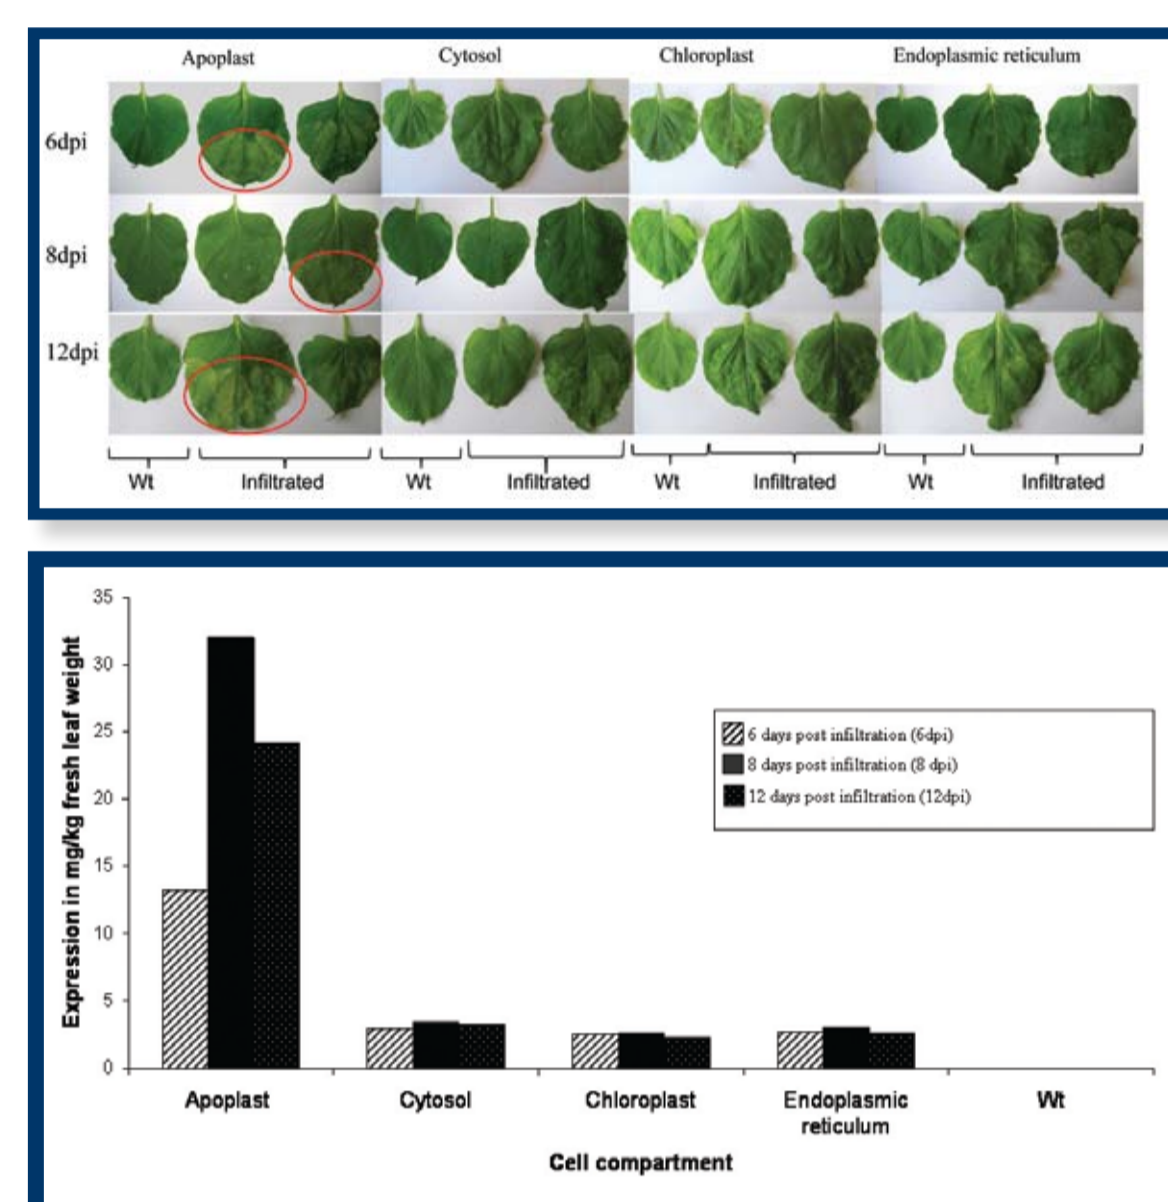 Apoplast Cytosol Chloroplast Endoplasmic reticulum
6dpi
8dpi
12dpi
Wt Infiltrated Wt Infiltrated Wt Infiltrated Wt Infiltrated
35
30
25
20
15
10
5
0
Expression in mg/kg fresh leaf weight
6 days post infiltration (6dpi)
8 days post infiltration (8 dpi)
12 days post infiltration (12dpi)
Apoplast Cytosol Chloroplast Endoplasmic Wt
reticulum
Cell compartment